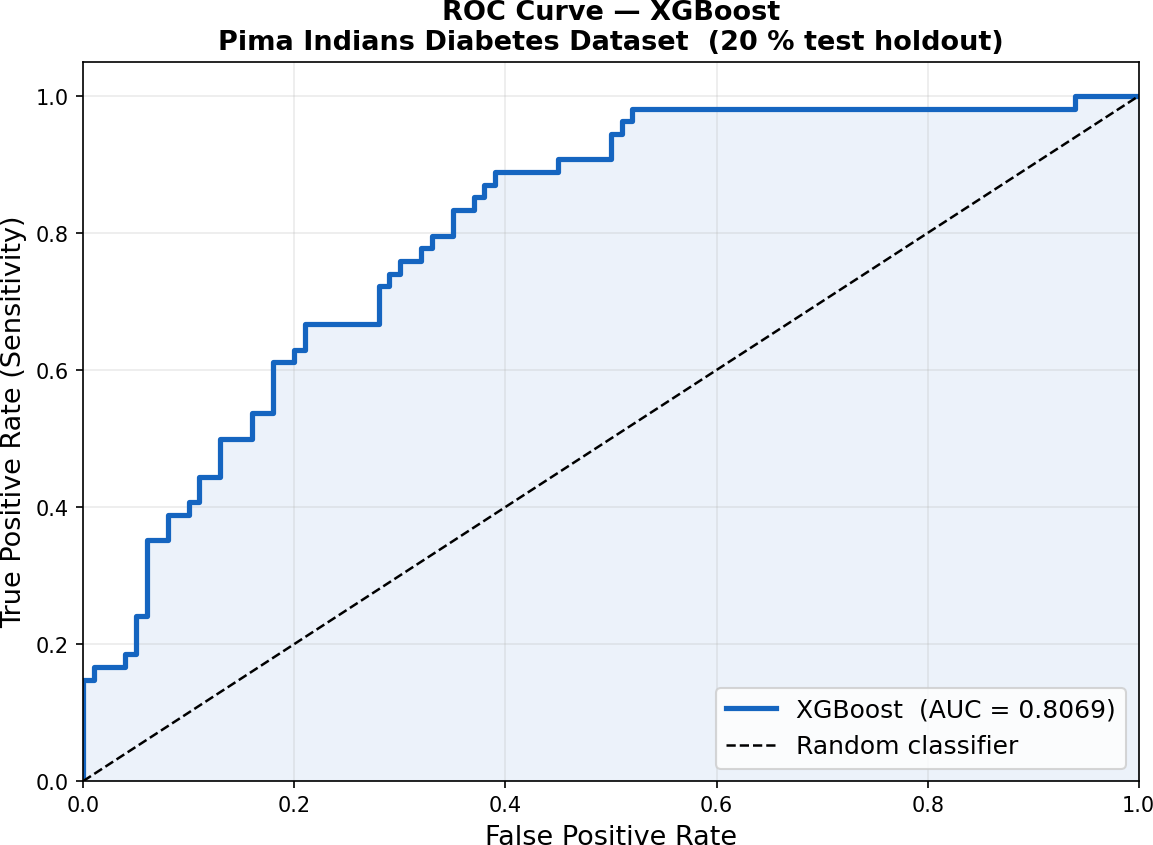 ROC Curve — XGBoost
Pima Indians Diabetes Dataset  (20 % test holdout)
True Positive Rate (Sensitivity)
1.0
0.8
0.6
0.4
0.2
0.0
0.0 0.2 0.4 0.6 0.8 1.0
False Positive Rate
XGBoost  (AUC = 0.8069)
Random classifier